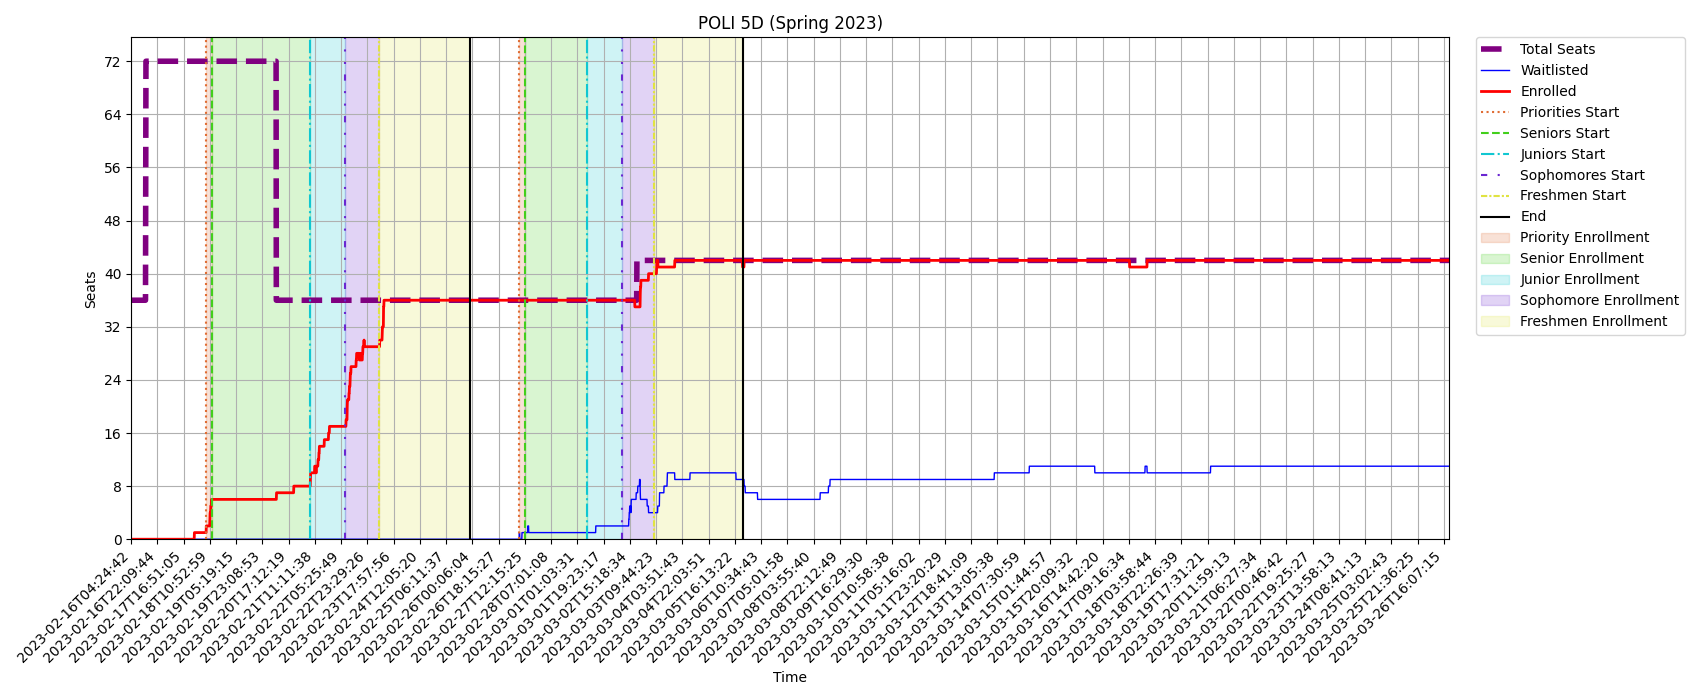 POLI 5D (Spring 2023)
Seats
72
64
56
48
40
32
24
16
8
0
2023-02-16T04:24:42
2023-02-16T22:09:44
2023-02-17T16:51:05
2023-02-18T10:52:59
2023-02-19T05:19:15
2023-02-19T23:08:53
2023-02-20T17:12:19
2023-02-21T11:11:38
2023-02-22T05:25:49
2023-02-22T23:29:26
2023-02-23T17:57:56
2023-02-24T12:05:20
2023-02-25T06:11:37
2023-02-26T00:06:04
2023-02-26T18:15:27
2023-02-27T12:15:25
2023-02-28T07:01:08
2023-03-01T01:03:31
2023-03-01T19:23:17
2023-03-02T15:18:34
2023-03-03T09:44:23
2023-03-04T03:51:43
2023-03-04T22:03:51
2023-03-05T16:13:22
2023-03-06T10:34:43
2023-03-07T05:01:58
2023-03-08T03:55:40
2023-03-08T22:12:49
2023-03-09T16:29:30
2023-03-10T10:58:38
2023-03-11T05:16:02
2023-03-11T23:20:29
2023-03-12T18:41:09
2023-03-13T13:05:38
2023-03-14T07:30:59
2023-03-15T01:44:57
2023-03-15T20:09:32
2023-03-16T14:42:20
2023-03-17T09:16:34
2023-03-18T03:58:44
2023-03-18T22:26:39
2023-03-19T17:31:21
2023-03-20T11:59:13
2023-03-21T06:27:34
2023-03-22T00:46:42
2023-03-22T19:25:27
2023-03-23T13:58:13
2023-03-24T08:41:13
2023-03-25T03:02:43
2023-03-25T21:36:25
2023-03-26T16:07:15
Time
Total Seats
Waitlisted
Enrolled
Priorities Start
Seniors Start
Juniors Start
Sophomores Start
Freshmen Start
End
Priority Enrollment
Senior Enrollment
Junior Enrollment
Sophomore Enrollment
Freshmen Enrollment